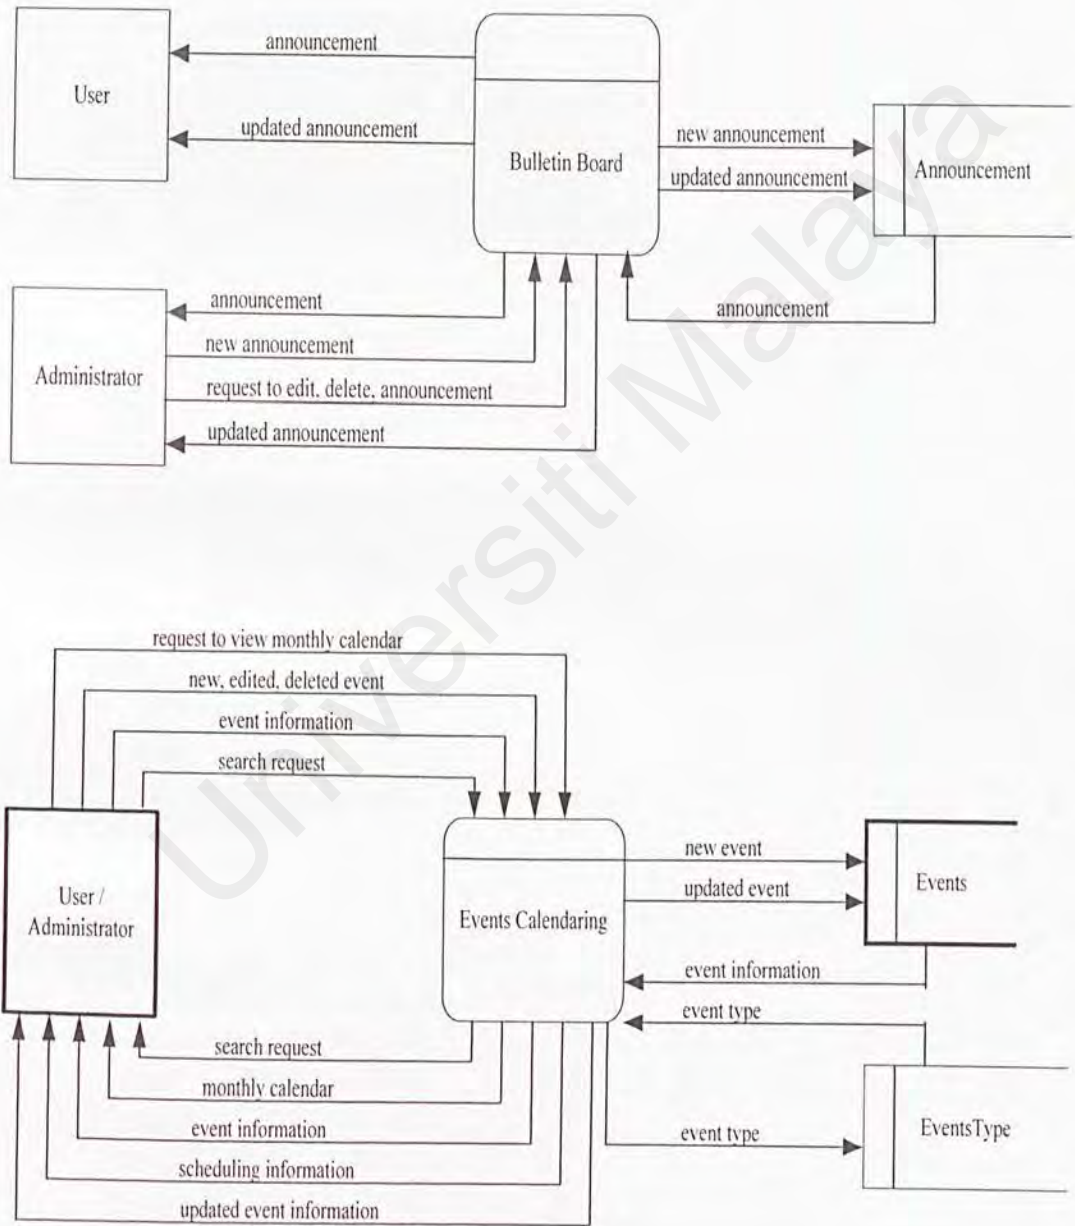 announcement
User
updated announcement
Bulletin Board
new announcement
updated announcement
Announcement
announcement
announcement
new announcement
Administrator
request to edit, delete, announcement
updated announcement
request to view monthly calendar
new, edited, deleted event
event information
search request
User /
Administrator
Events Calendaring
new event
updated event
Events
event information
event type
search request
monthly calendar
event information
scheduling information
updated event information
event type
EventsType
Universiti Malaya